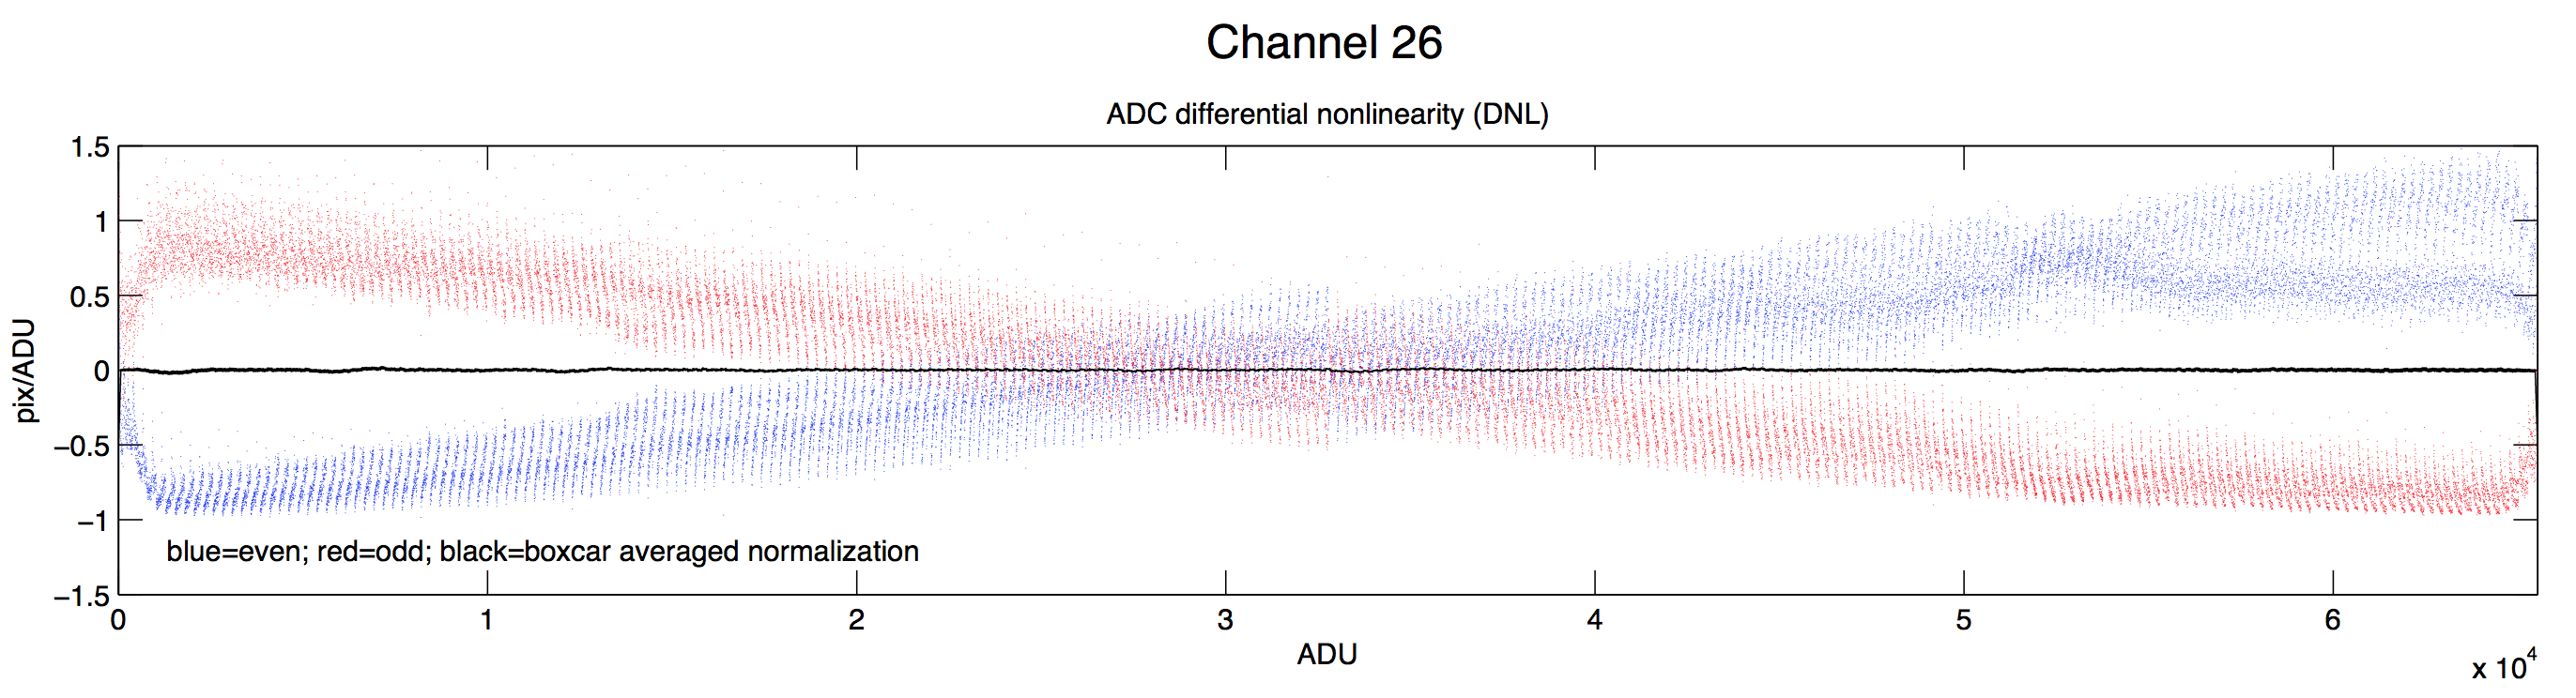 Channel 26
ADC differential nonlinearity (DNL)
1.5
1
0.5
0
−0.5
−1
−1.5
pix/ADU
blue=even; red=odd; black=boxcar averaged normalization
0 1 2 3 4 5 6
ADU
x 10^4